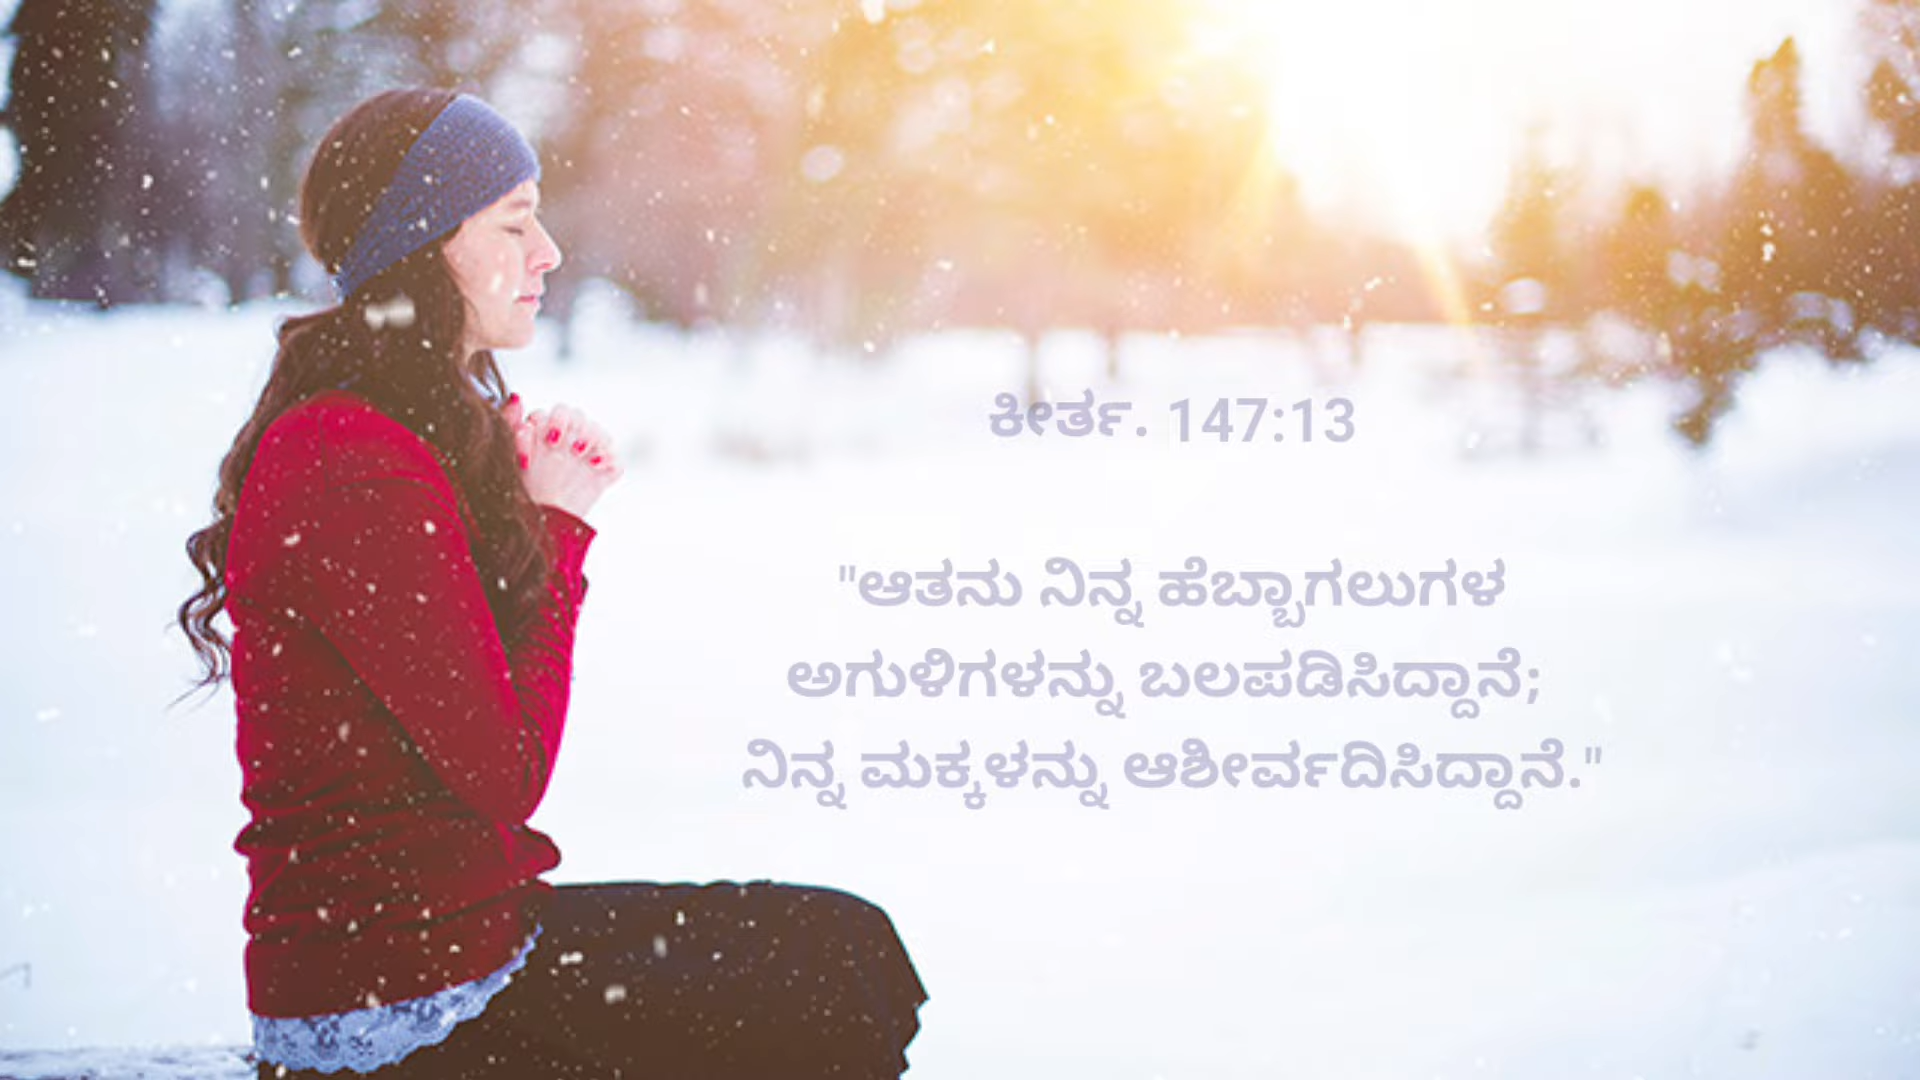 ಕೀರ್ತ. 147:13
"ಆತನು ನಿನ್ನ ಹೆಬ್ಬಾಗಲುಗಳ
ಅಗುಳಿಗಳನ್ನು ಬಲಪಡಿಸಿದ್ದಾನೆ;
ನಿನ್ನ ಮಕ್ಕಳನ್ನು ಆಶೀರ್ವದಿಸಿದ್ದಾನೆ."